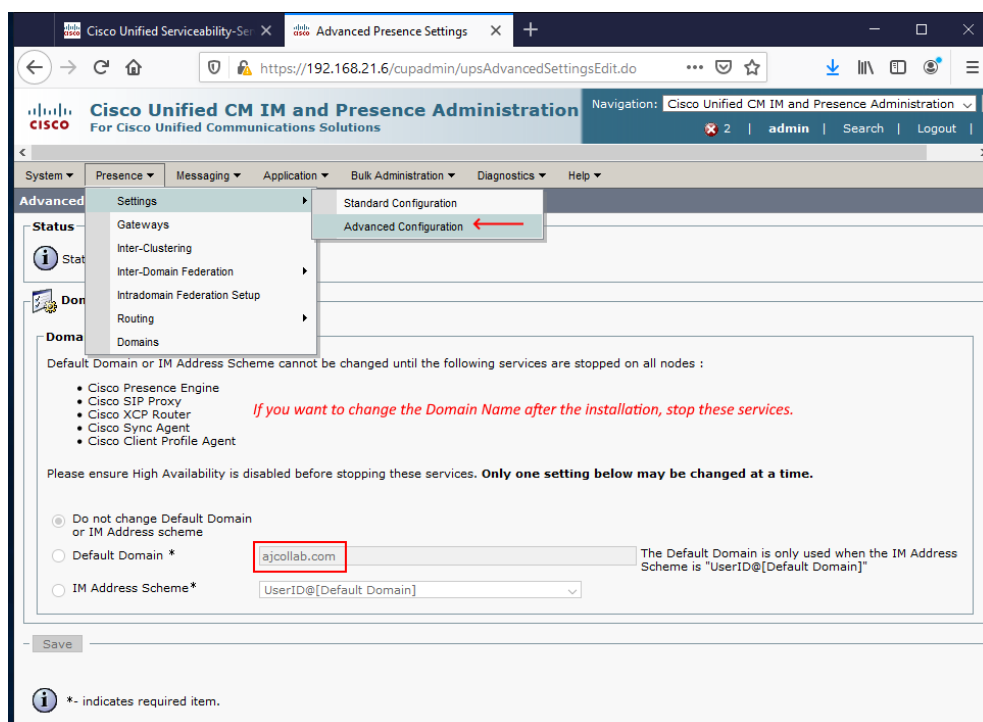 Cisco Unified Serviceability-Ser
Advanced Presence Settings
https://192.168.21.6/cupadmin/upsAdvancedSettingsEdit.do
cisco
Cisco Unified CM IM and Presence Administration
For Cisco Unified Communications Solutions
Navigation: Cisco Unified CM IM and Presence Administration
2 | admin | Search | Logout |
System Presence Messaging Application Bulk Administration Diagnostics Help
Advanced
Settings
Gateways
Inter-Clustering
Inter-Domain Federation
Intradomain Federation Setup
Routing
Domains
Standard Configuration
Advanced Configuration
Status
Stat
Don
Doma
Default Domain or IM Address Scheme cannot be changed until the following services are stopped on all nodes :
• Cisco Presence Engine
• Cisco SIP Proxy
• Cisco XCP Router
• Cisco Sync Agent
• Cisco Client Profile Agent
If you want to change the Domain Name after the installation, stop these services.
Please ensure High Availability is disabled before stopping these services. Only one setting below may be changed at a time.
Do not change Default Domain
or IM Address scheme
Default Domain *
ajcollab.com
The Default Domain is only used when the IM Address
Scheme is "UserID@[Default Domain]"
IM Address Scheme*
UserID@[Default Domain]
Save
*- indicates required item.